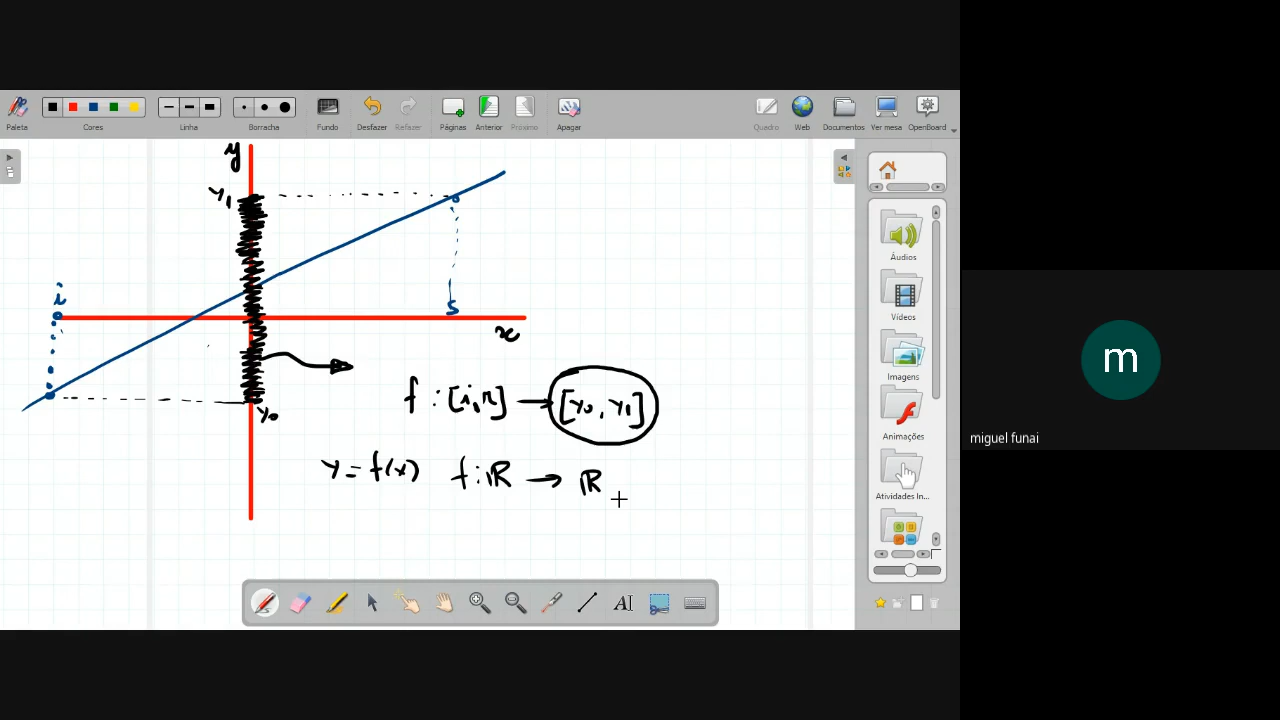 Paleta Cores Linha Borracha Fundo Desfazer Refazer Páginas Anterior Próximo Apagar Quadro Web Documentos Ver mesa OpenBoard
y
y₁
i
s
x
y₀
f : [i, r] → [y₀, y₁]
y = f(x) f : ℝ → ℝ
Áudios
Vídeos
Imagens
Animações
Atividades In...
AI
m
miguel funai